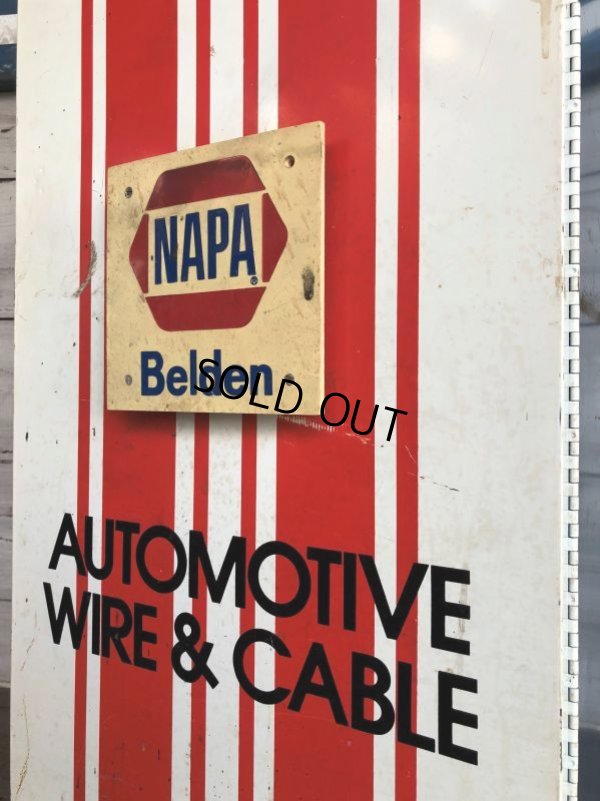 NAPA®
Belden
SOLD OUT
AUTOMOTIVE
WIRE & CABLE